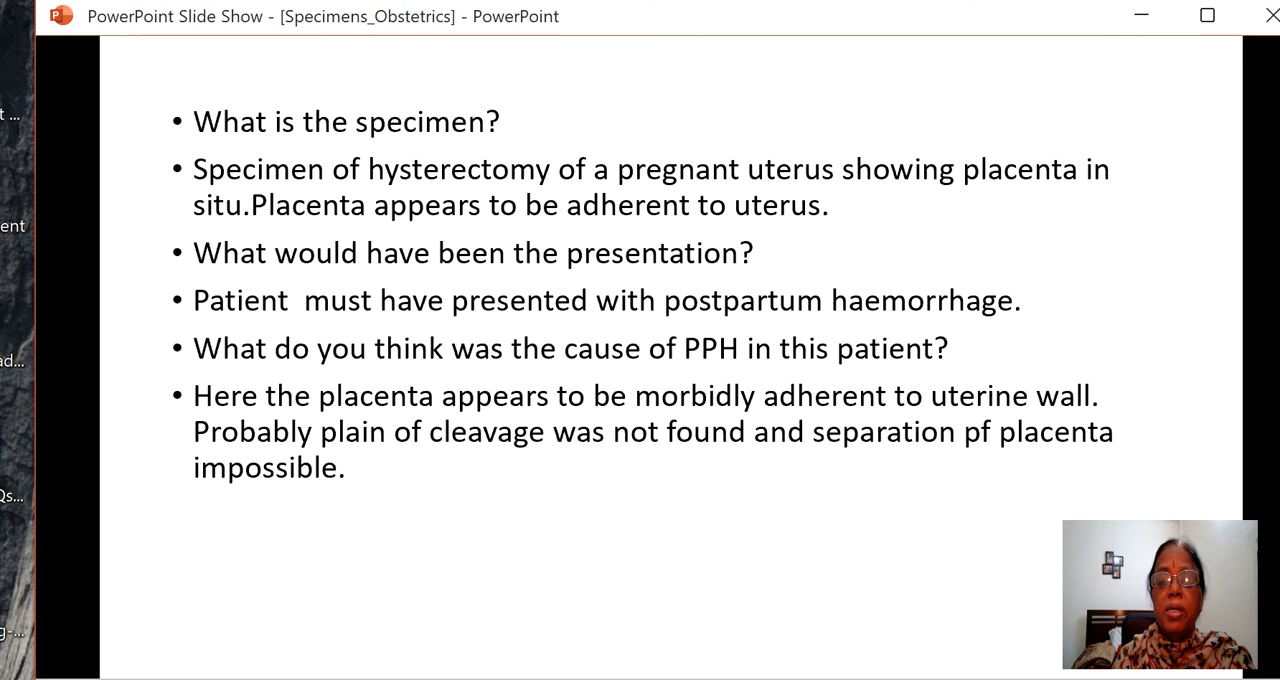 PowerPoint Slide Show - [Specimens_Obstetrics] - PowerPoint
t ...
ent
ad...
Qs...
g-...
• What is the specimen?
• Specimen of hysterectomy of a pregnant uterus showing placenta in
situ.Placenta appears to be adherent to uterus.
• What would have been the presentation?
• Patient  must have presented with postpartum haemorrhage.
• What do you think was the cause of PPH in this patient?
• Here the placenta appears to be morbidly adherent to uterine wall.
Probably plain of cleavage was not found and separation pf placenta
impossible.